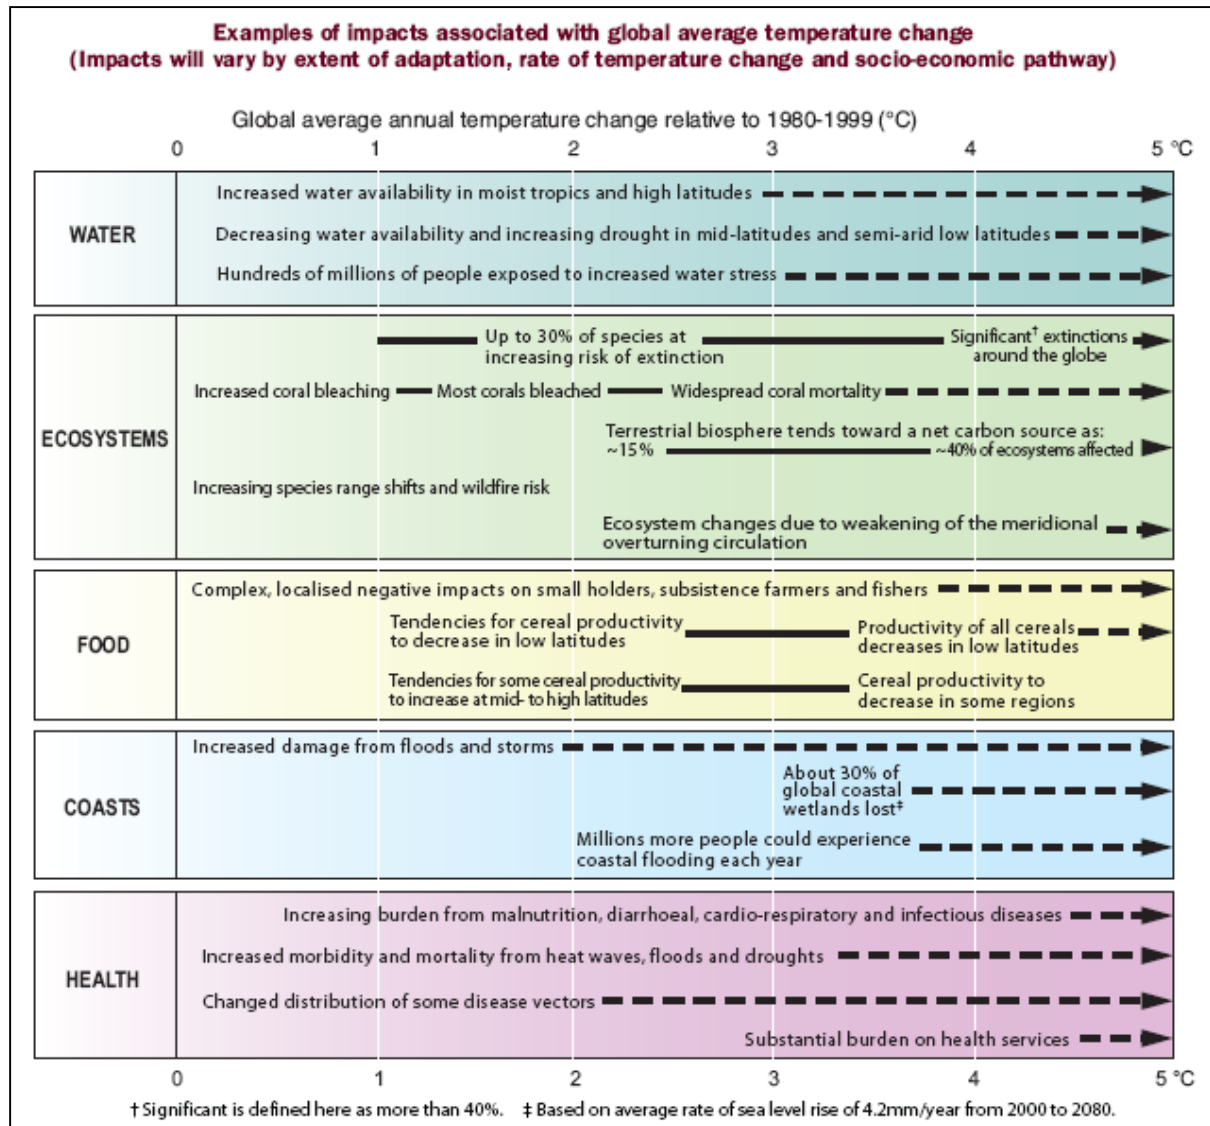 Examples of impacts associated with global average temperature change
(Impacts will vary by extent of adaptation, rate of temperature change and socio-economic pathway)
Global average annual temperature change relative to 1980-1999 (°C)
0 1 2 3 4 5 °C
WATER
Increased water availability in moist tropics and high latitudes
Decreasing water availability and increasing drought in mid-latitudes and semi-arid low latitudes
Hundreds of millions of people exposed to increased water stress
ECOSYSTEMS
Up to 30% of species at
increasing risk of extinction
Significant† extinctions
around the globe
Increased coral bleaching
Most corals bleached
Widespread coral mortality
Terrestrial biosphere tends toward a net carbon source as:
~15%
~40% of ecosystems affected
Increasing species range shifts and wildfire risk
Ecosystem changes due to weakening of the meridional
overturning circulation
FOOD
Complex, localised negative impacts on small holders, subsistence farmers and fishers
Tendencies for cereal productivity
to decrease in low latitudes
Productivity of all cereals
decreases in low latitudes
Tendencies for some cereal productivity
to increase at mid- to high latitudes
Cereal productivity to
decrease in some regions
COASTS
Increased damage from floods and storms
About 30% of
global coastal
wetlands lost‡
Millions more people could experience
coastal flooding each year
HEALTH
Increasing burden from malnutrition, diarrhoeal, cardio-respiratory and infectious diseases
Increased morbidity and mortality from heat waves, floods and droughts
Changed distribution of some disease vectors
Substantial burden on health services
0 1 2 3 4 5 °C
† Significant is defined here as more than 40%. ‡ Based on average rate of sea level rise of 4.2mm/year from 2000 to 2080.